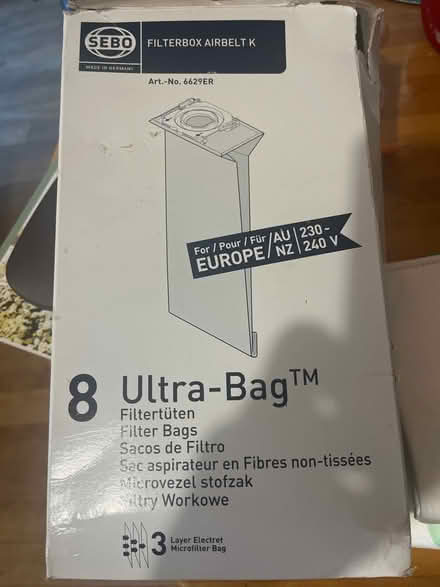 SEBO
MADE IN GERMANY
FILTERBOX AIRBELT K
Art.-No. 6629ER
For / Pour / Für
EUROPE / AU NZ | 230 - 240 V
8 Ultra-Bag™
Filtertüten
Filter Bags
Sacos de Filtro
Sac aspirateur en Fibres non-tissées
Microvezel stofzak
Filtry Workowe
3 Layer Electret
Microfilter Bag